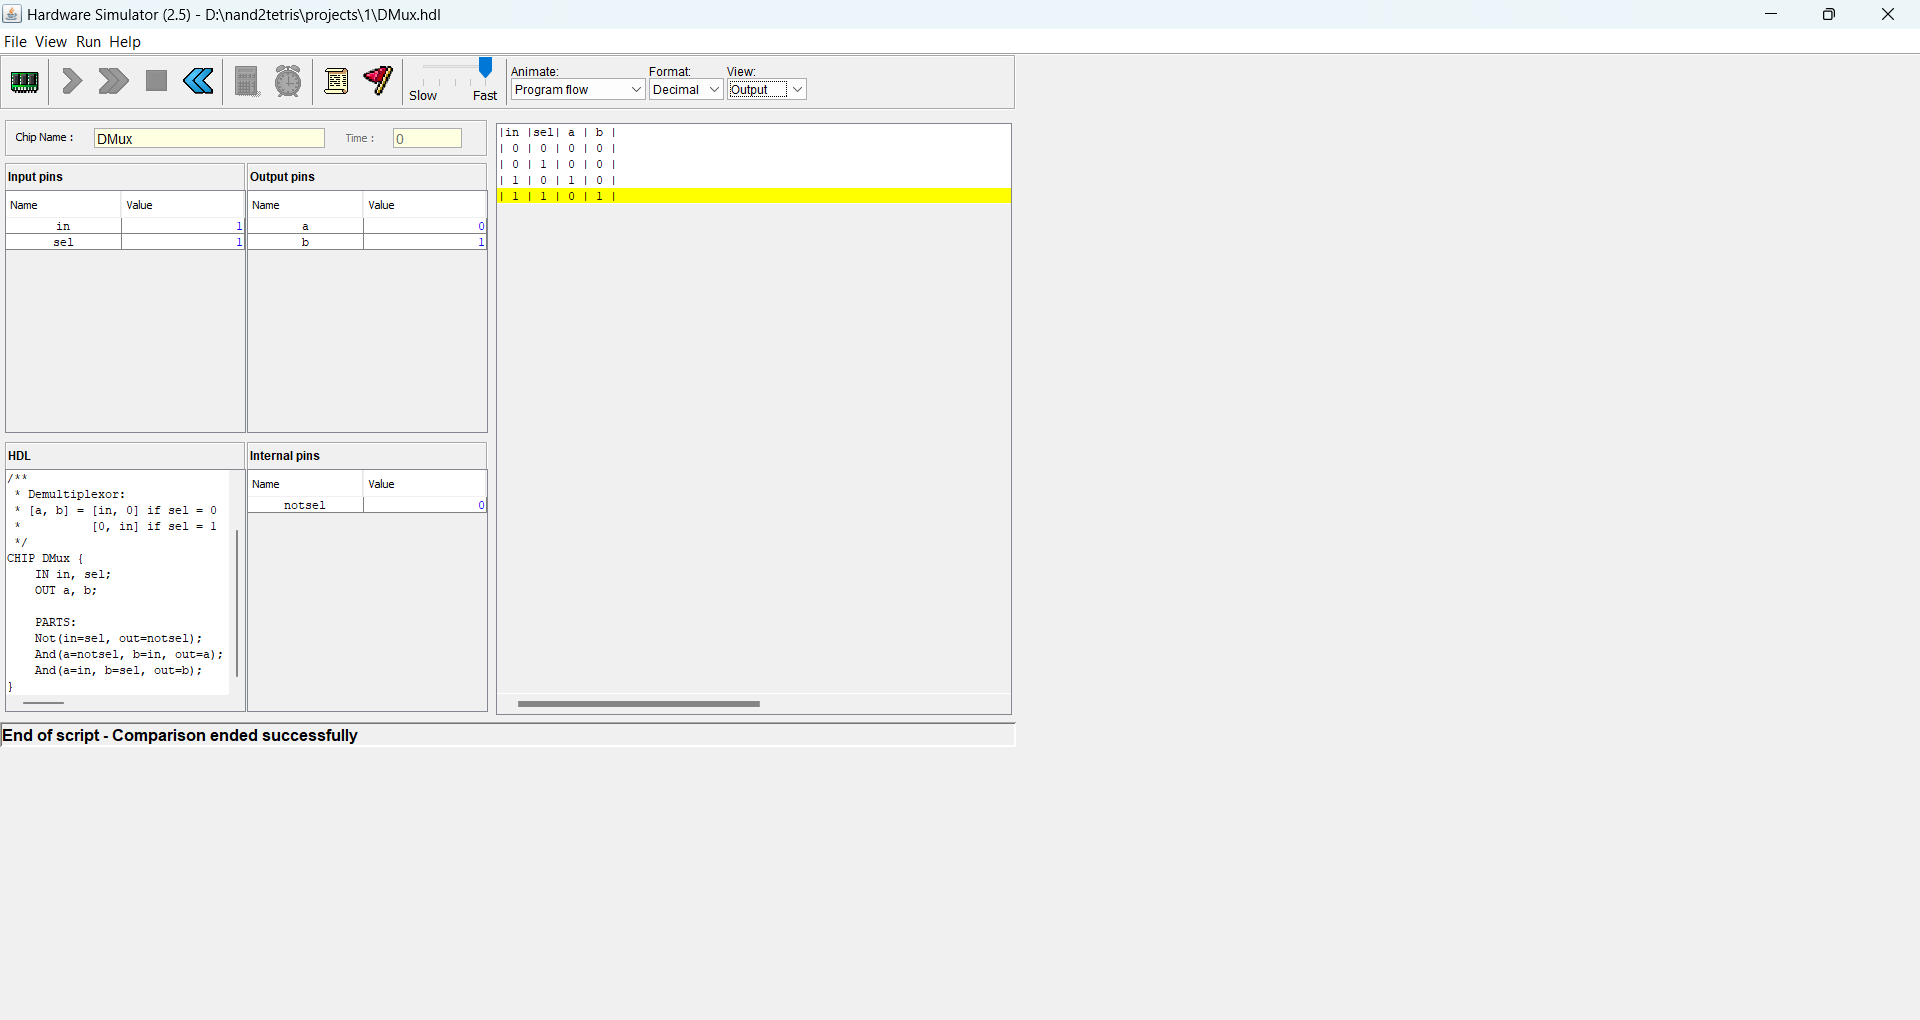 Hardware Simulator (2.5) - D:\nand2tetris\projects\1\DMux.hdl
File View Run Help
Slow Fast
Animate: Format: View:
Program flow Decimal Output
Chip Name : DMux Time : 0
Input pins
Name Value
in 1
sel 1
Output pins
Name Value
a 0
b 1
HDL
/**
* Demultiplexor:
* [a, b] = [in, 0] if sel = 0
* [0, in] if sel = 1
*/
CHIP DMux {
IN in, sel;
OUT a, b;
PARTS:
Not(in=sel, out=notsel);
And(a=notsel, b=in, out=a);
And(a=in, b=sel, out=b);
}
Internal pins
Name Value
notsel 0
|in |sel| a | b |
| 0 | 0 | 0 | 0 |
| 0 | 1 | 0 | 0 |
| 1 | 0 | 1 | 0 |
| 1 | 1 | 0 | 1 |
End of script - Comparison ended successfully